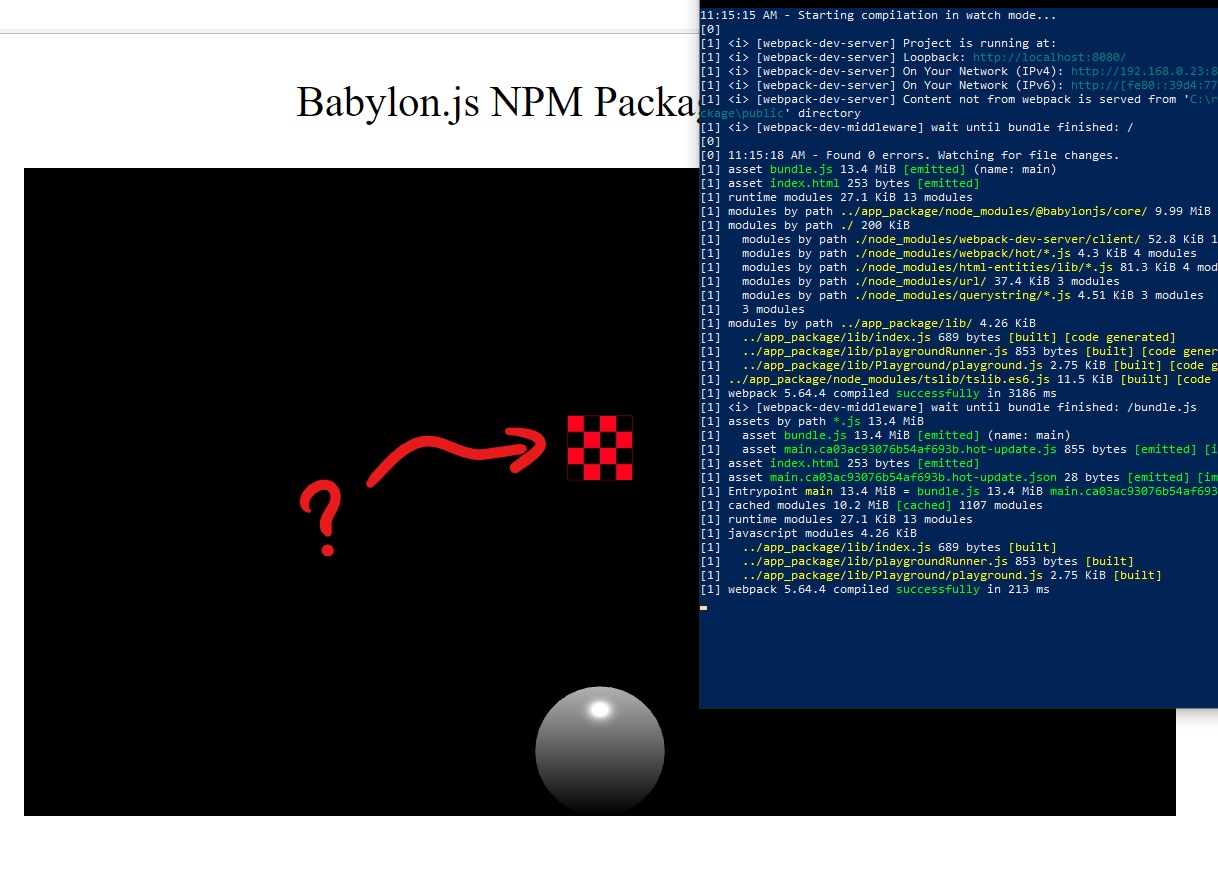 Babylon.js NPM Packag
?
11:15:15 AM - Starting compilation in watch mode...
[0]
[1] <i> [webpack-dev-server] Project is running at:
[1] <i> [webpack-dev-server] Loopback: http://localhost:8080/
[1] <i> [webpack-dev-server] On Your Network (IPv4): http://192.168.0.23:8
[1] <i> [webpack-dev-server] On Your Network (IPv6): http://[fe80::39d4:77
[1] <i> [webpack-dev-server] Content not from webpack is served from 'C:\r
ckage\public' directory
[1] <i> [webpack-dev-middleware] wait until bundle finished: /
[0]
[0] 11:15:18 AM - Found 0 errors. Watching for file changes.
[1] asset bundle.js 13.4 MiB [emitted] (name: main)
[1] asset index.html 253 bytes [emitted]
[1] runtime modules 27.1 KiB 13 modules
[1] modules by path ../app_package/node_modules/@babylonjs/core/ 9.99 MiB
[1] modules by path ./ 200 KiB
[1]   modules by path ./node_modules/webpack-dev-server/client/ 52.8 KiB 1
[1]   modules by path ./node_modules/webpack/hot/*.js 4.3 KiB 4 modules
[1]   modules by path ./node_modules/html-entities/lib/*.js 81.3 KiB 4 mod
[1]   modules by path ./node_modules/url/ 37.4 KiB 3 modules
[1]   modules by path ./node_modules/querystring/*.js 4.51 KiB 3 modules
[1]   3 modules
[1] modules by path ../app_package/lib/ 4.26 KiB
[1]   ../app_package/lib/index.js 689 bytes [built] [code generated]
[1]   ../app_package/lib/playgroundRunner.js 853 bytes [built] [code gener
[1]   ../app_package/lib/Playground/playground.js 2.75 KiB [built] [code g
[1] ../app_package/node_modules/tslib/tslib.es6.js 11.5 KiB [built] [code
[1] webpack 5.64.4 compiled successfully in 3186 ms
[1] <i> [webpack-dev-middleware] wait until bundle finished: /bundle.js
[1] assets by path *.js 13.4 MiB
[1]   asset bundle.js 13.4 MiB [emitted] (name: main)
[1]   asset main.ca03ac93076b54af693b.hot-update.js 855 bytes [emitted] [i
[1] asset index.html 253 bytes [emitted]
[1] asset main.ca03ac93076b54af693b.hot-update.json 28 bytes [emitted] [im
[1] Entrypoint main 13.4 MiB = bundle.js 13.4 MiB main.ca03ac93076b54af693
[1] cached modules 10.2 MiB [cached] 1107 modules
[1] runtime modules 27.1 KiB 13 modules
[1] javascript modules 4.26 KiB
[1]   ../app_package/lib/index.js 689 bytes [built]
[1]   ../app_package/lib/playgroundRunner.js 853 bytes [built]
[1]   ../app_package/lib/Playground/playground.js 2.75 KiB [built]
[1] webpack 5.64.4 compiled successfully in 213 ms